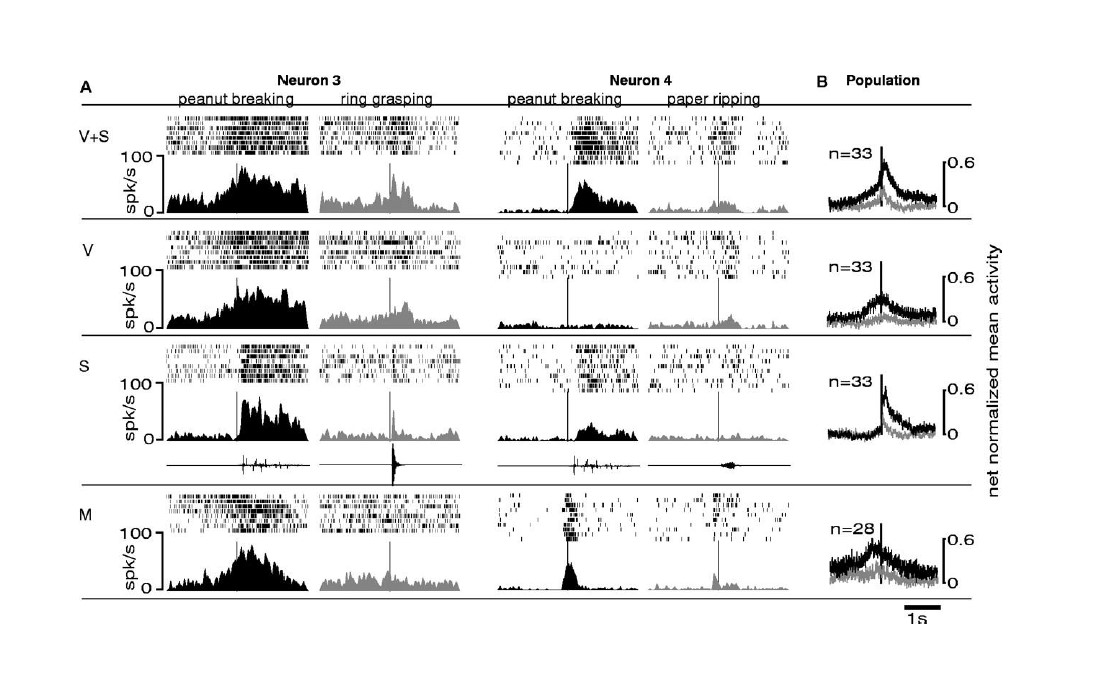 A Neuron 3 Neuron 4 B Population
peanut breaking ring grasping peanut breaking paper ripping
V+S
100
spk/s
0
n=33
0.6
0
V
100
spk/s
0
n=33
0.6
0
S
100
spk/s
0
n=33
0.6
0
M
100
spk/s
0
n=28
0.6
0
net normalized mean activity
1s